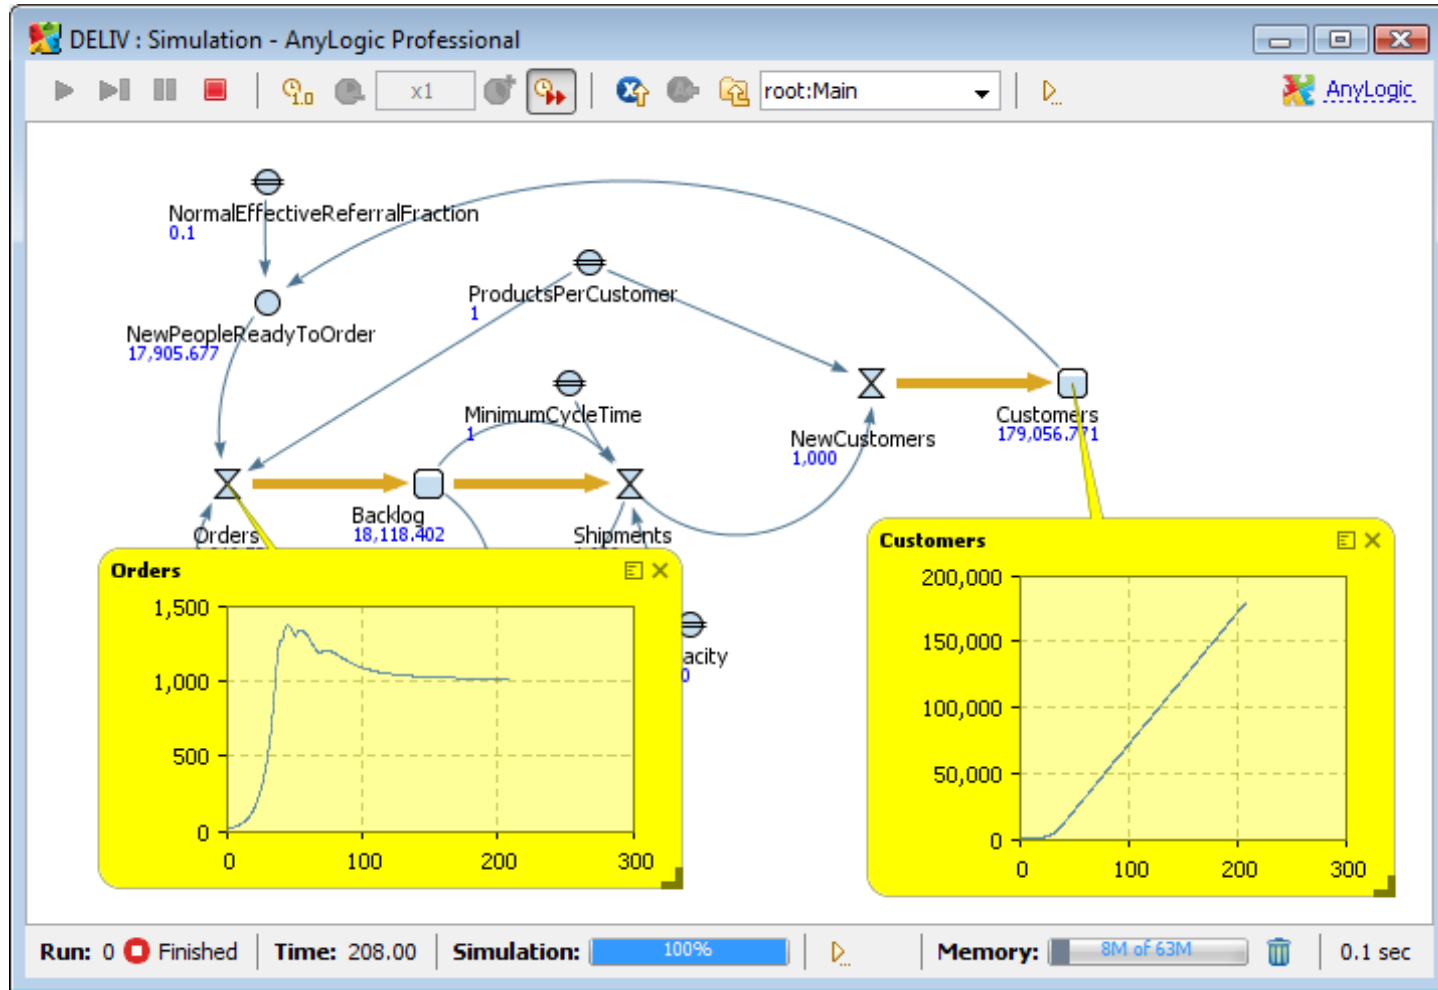 DELIV : Simulation - AnyLogic Professional
x1
root:Main
AnyLogic
NormalEffectiveReferralFraction
0.1
ProductsPerCustomer
1
NewPeopleReadyToOrder
17,905.677
MinimumCycleTime
1
NewCustomers
1,000
Customers
179,056.771
Orders
Backlog
18,118.402
Shipments
acity
0
Orders
1,500
1,000
500
0
0 100 200 300
Customers
200,000
150,000
100,000
50,000
0
0 100 200 300
Run: 0 Finished Time: 208.00 Simulation: 100% Memory: 8M of 63M 0.1 sec